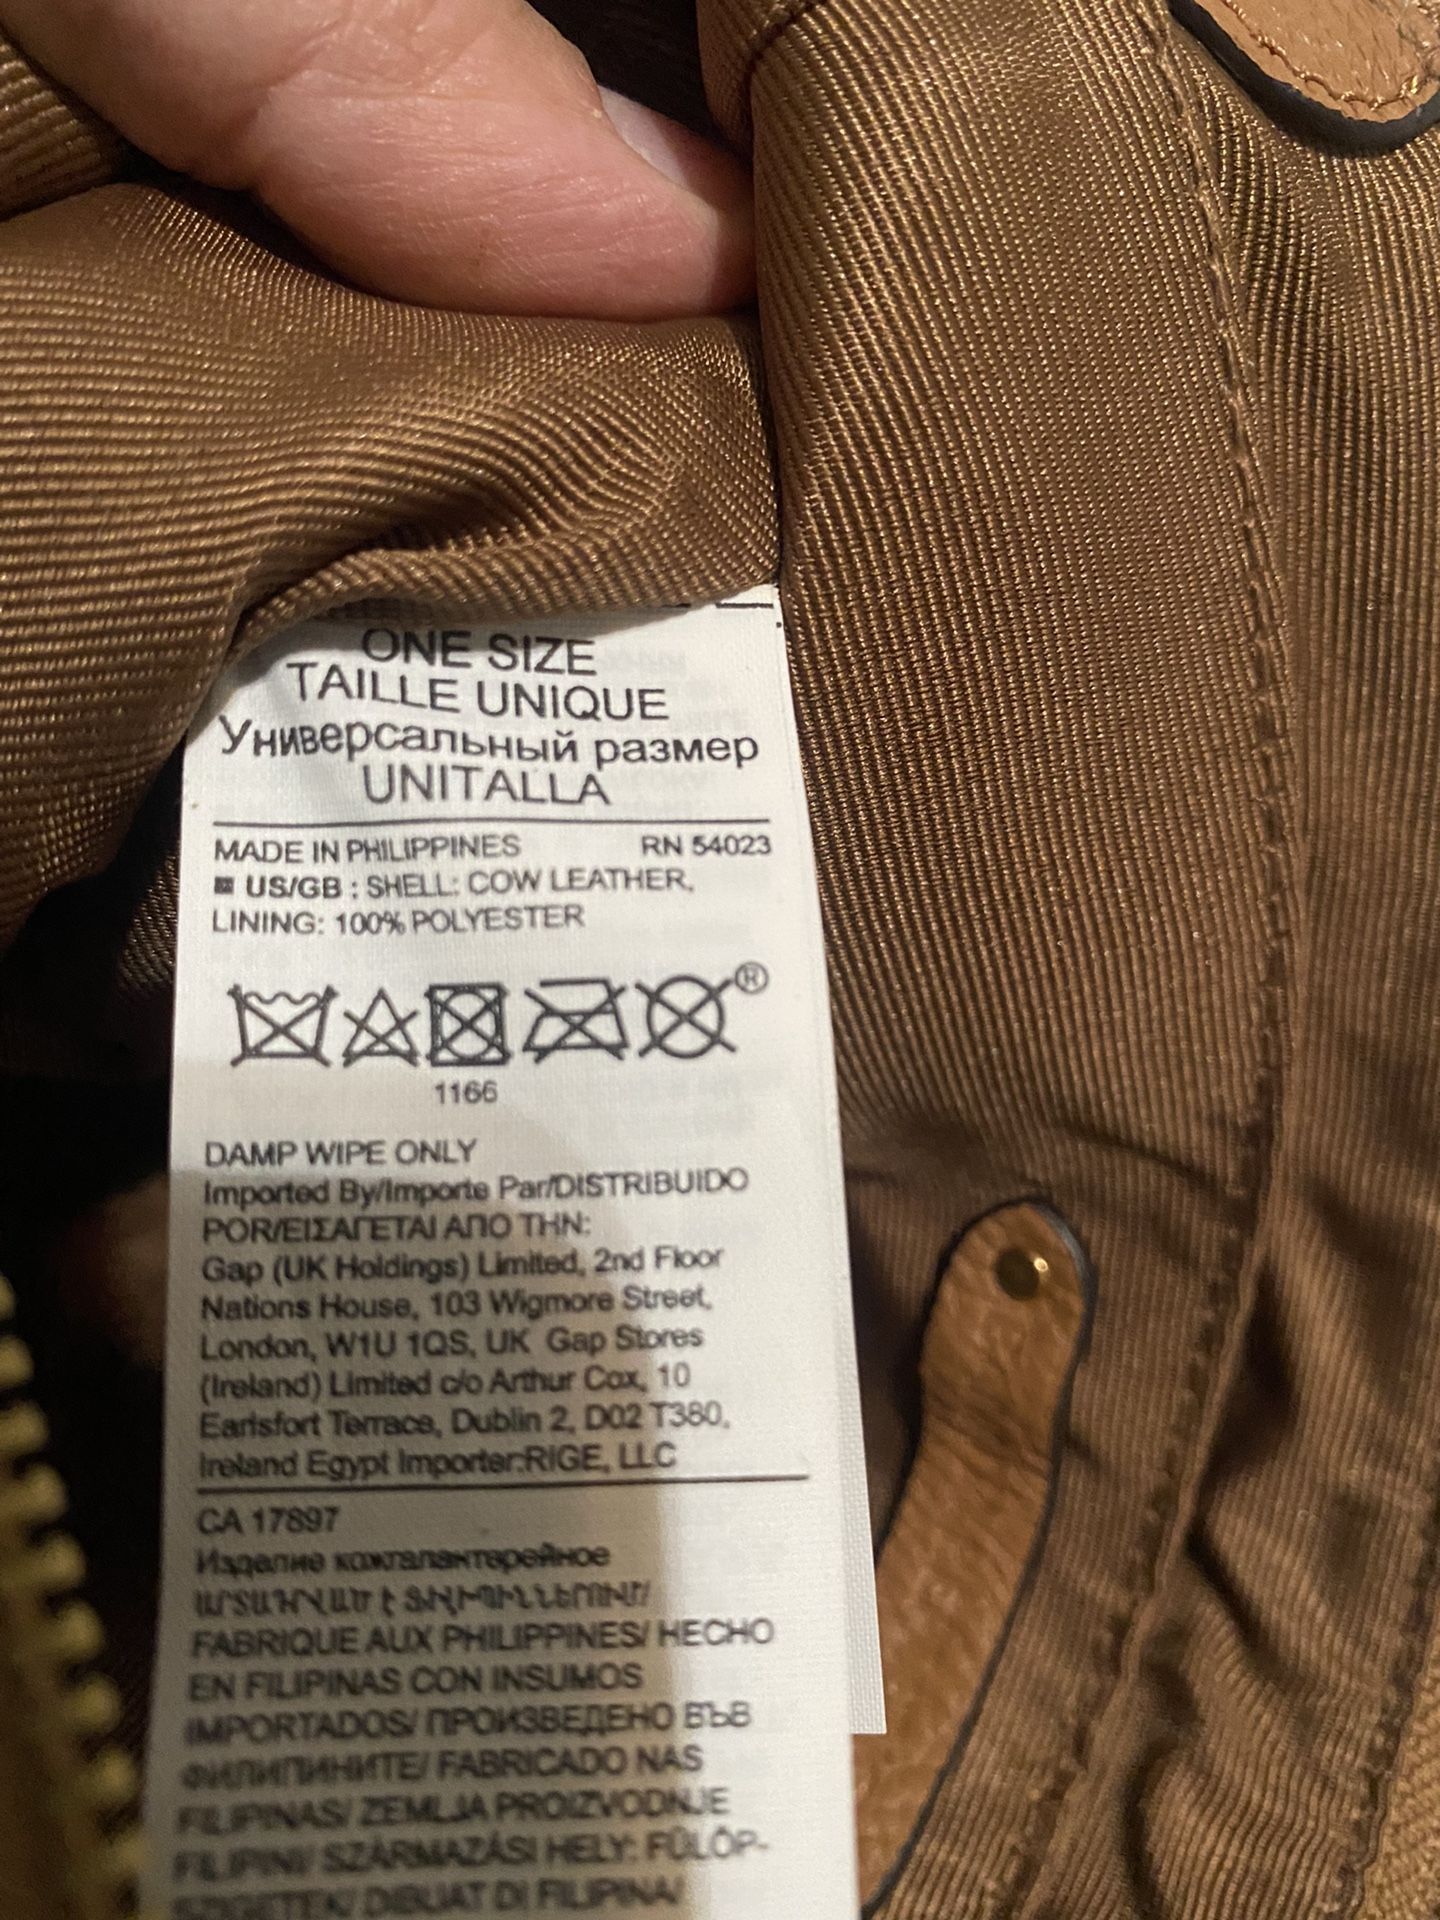 ONE SIZE
TAILLE UNIQUE
Универсальный размер
UNITALLA
MADE IN PHILIPPINES RN 54023
US/GB : SHELL: COW LEATHER,
LINING: 100% POLYESTER
®
1166
DAMP WIPE ONLY
Imported By/Importe Par/DISTRIBUIDO
POR/ΕΙΣΑΓΕΤΑΙ ΑΠΟ ΤΗΝ:
Gap (UK Holdings) Limited, 2nd Floor
Nations House, 103 Wigmore Street,
London, W1U 1QS, UK Gap Stores
(Ireland) Limited c/o Arthur Cox, 10
Earlsfort Terrace, Dublin 2, D02 T380,
Ireland Egypt Importer:RIGE, LLC
CA 17897
Изделие кожгалантерейное
FABRIQUE AUX PHILIPPINES/ HECHO
EN FILIPINAS CON INSUMOS
IMPORTADOS/ ПРОИЗВЕДЕНО ВЪВ
ФИЛИПИНИТЕ/ FABRICADO NAS
FILIPINAS/ ZEMLJA PROIZVODNJE
FILIPINI/ SZÁRMAZÁSI HELY: FÜLÖP-
SZIGETEK/ DIBUAT DI FILIPINA/